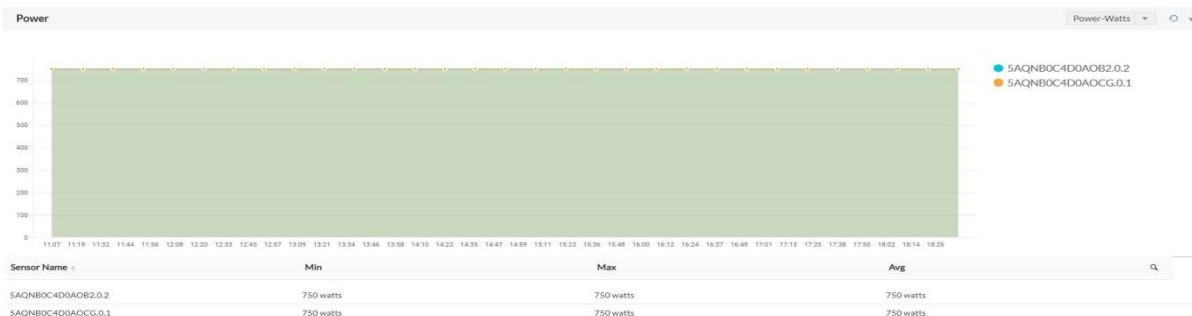 Power
Power-Watts
5AQNB0C4D0AOB2.0.2
5AQNB0C4D0AOCG.0.1
700
600
500
400
300
200
100
0
11:07 11:19 11:32 11:44 11:56 12:08 12:20 12:33 12:45 12:57 13:09 13:21 13:34 13:46 13:58 14:10 14:22 14:35 14:47 14:59 15:11 15:23 15:36 15:48 16:00 16:12 16:24 16:37 16:49 17:01 17:13 17:25 17:38 17:50 18:02 18:14 18:26
Sensor Name Min Max Avg
5AQNB0C4D0AOB2.0.2 750 watts 750 watts 750 watts
5AQNB0C4D0AOCG.0.1 750 watts 750 watts 750 watts